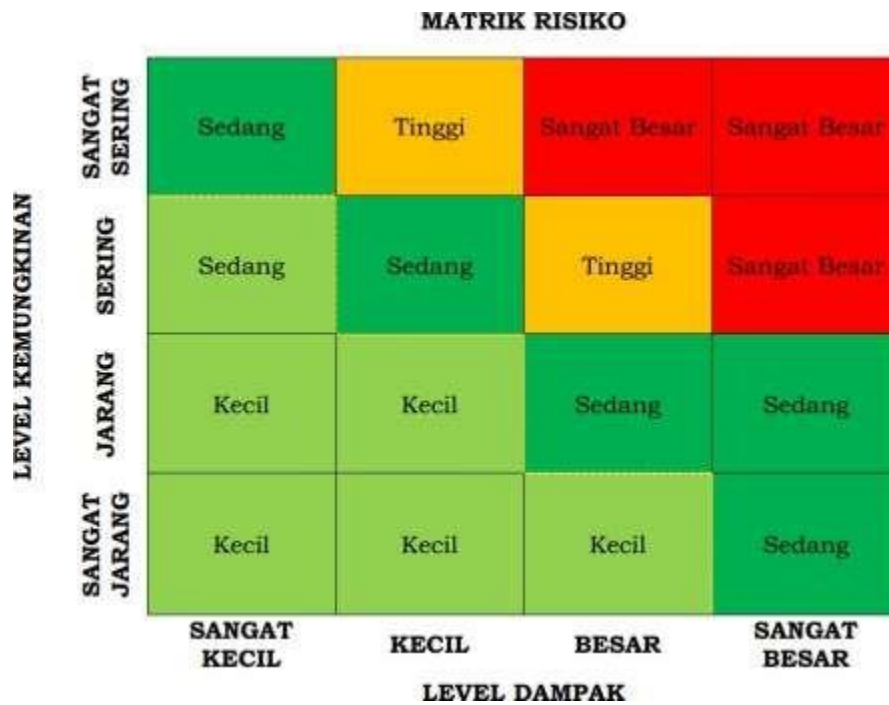 MATRIK RISIKO
LEVEL KEMUNGKINAN
SANGAT
SERING
Sedang
Tinggi
Sangat Besar
Sangat Besar
SERING
Sedang
Sedang
Tinggi
Sangat Besar
JARANG
Kecil
Kecil
Sedang
Sedang
SANGAT
JARANG
Kecil
Kecil
Kecil
Sedang
SANGAT
KECIL
KECIL
BESAR
SANGAT
BESAR
LEVEL DAMPAK